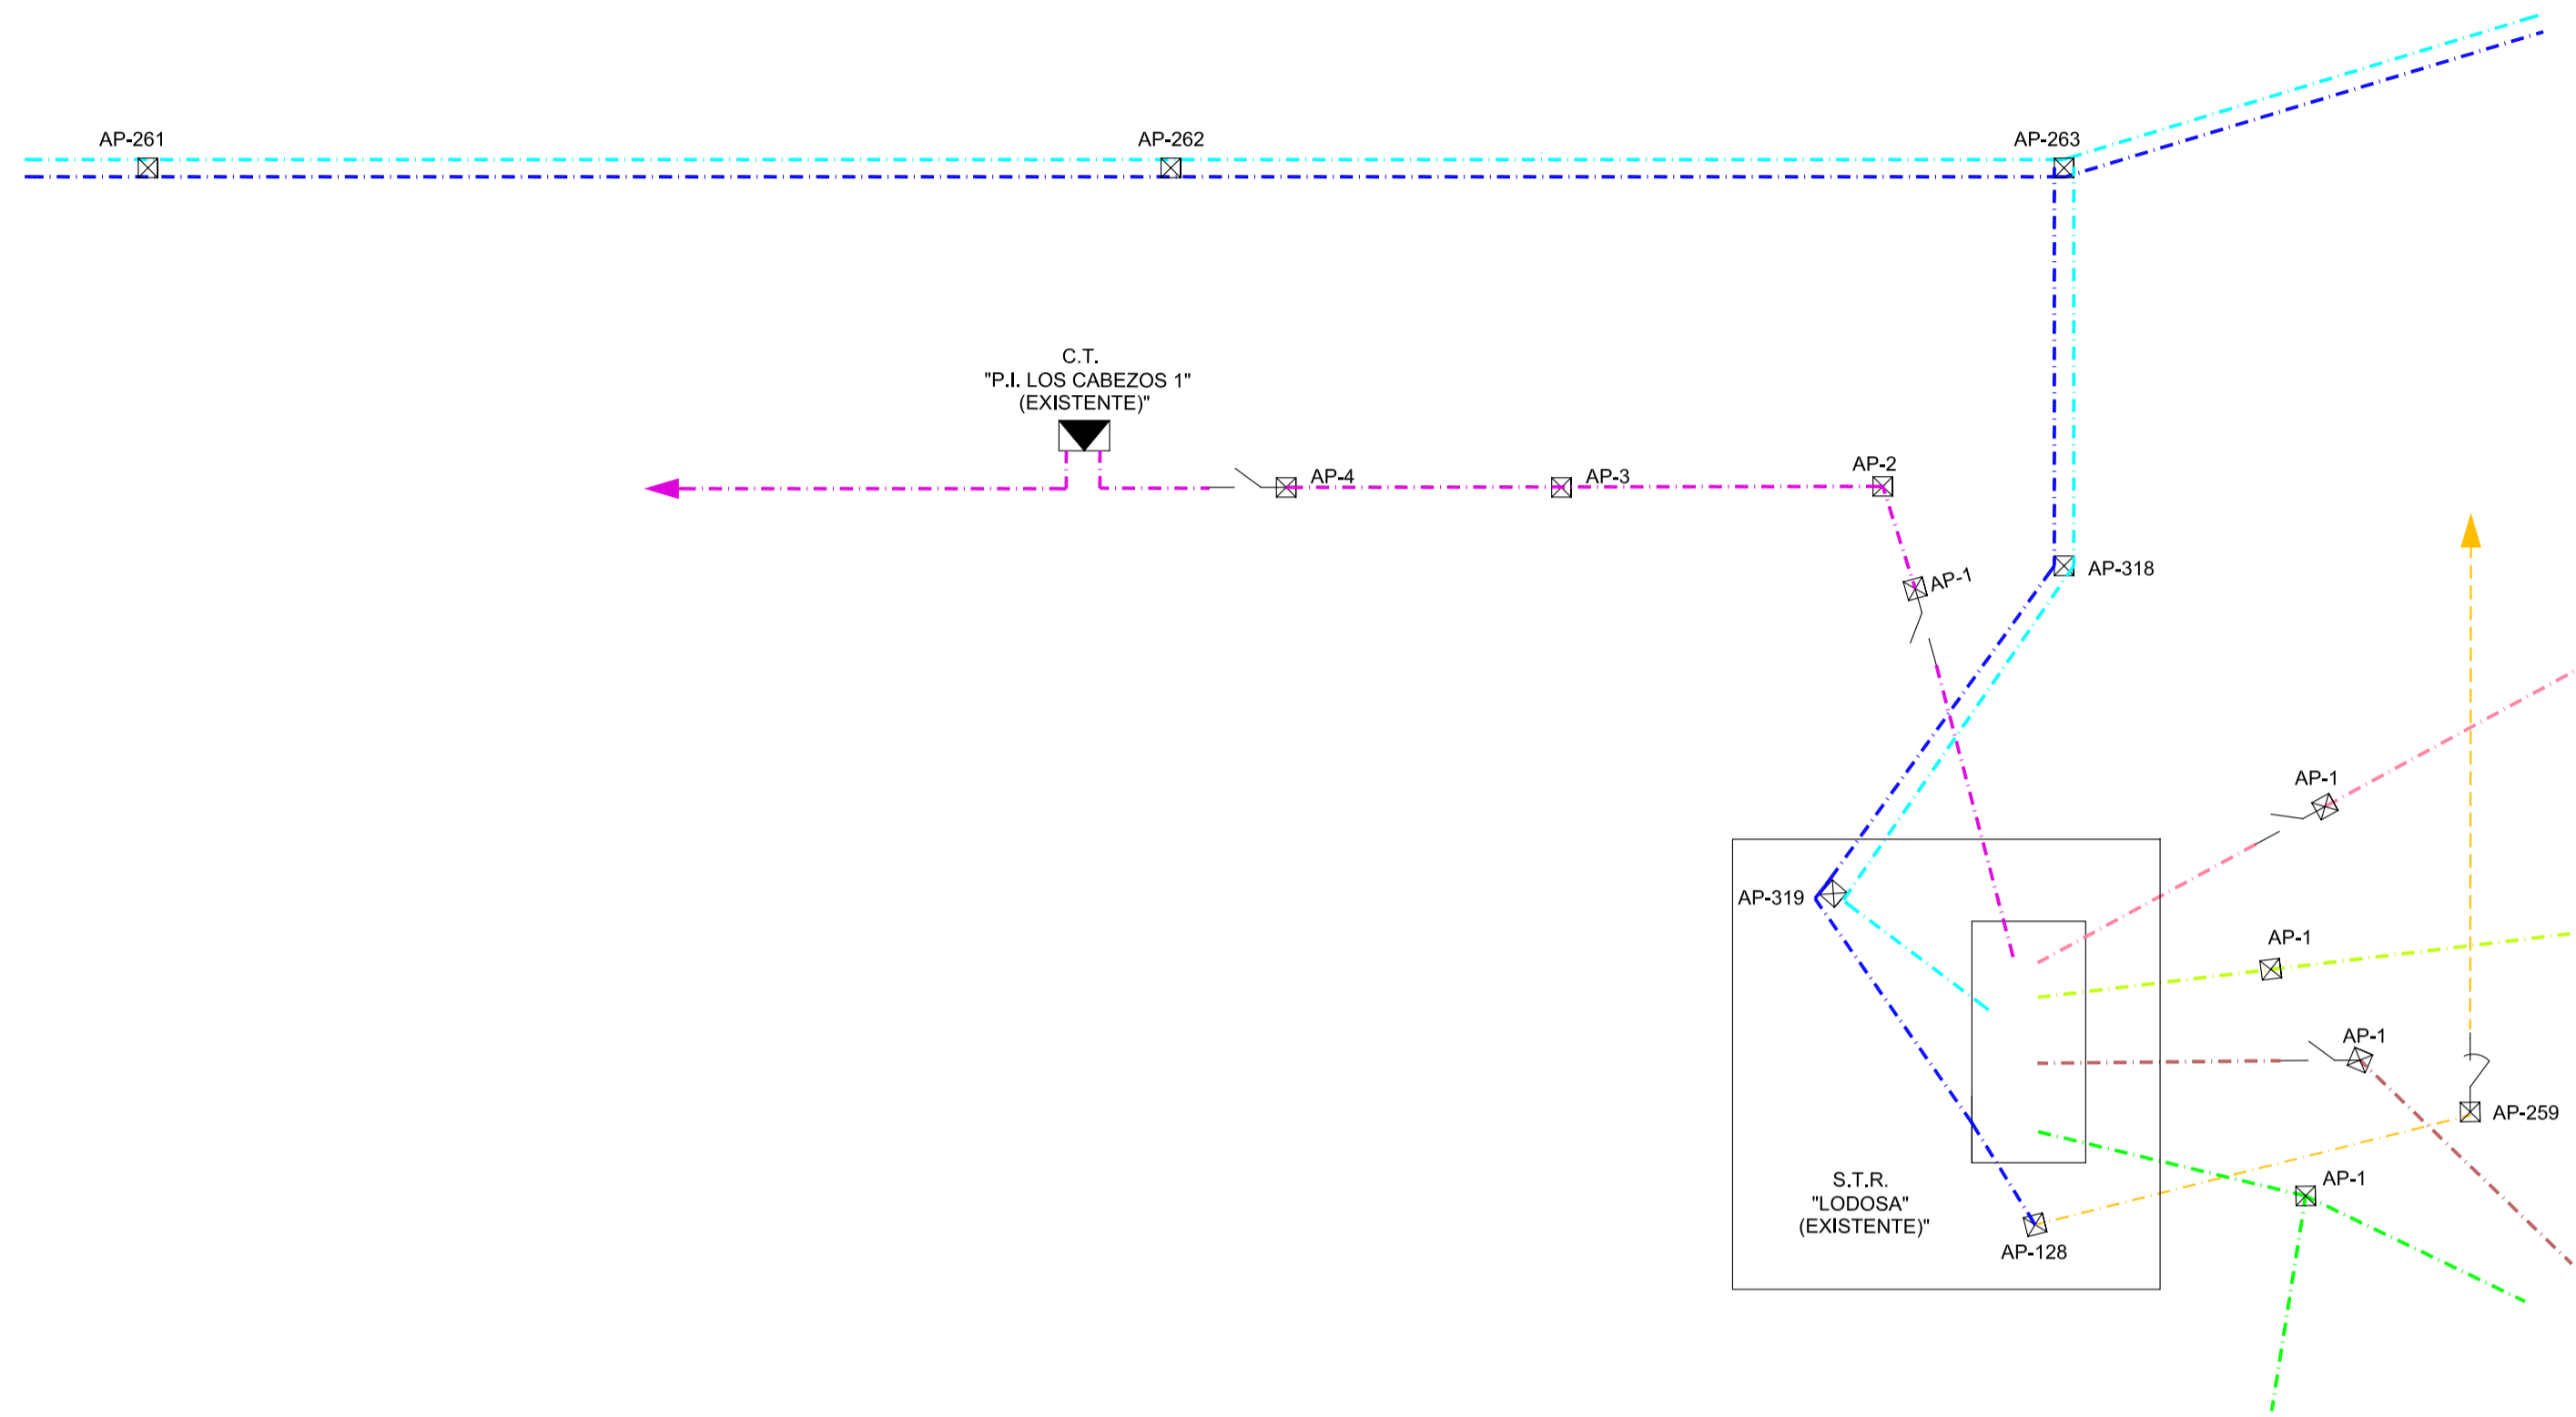 AP-261
AP-262
AP-263
C.T.
"P.I. LOS CABEZOS 1"
(EXISTENTE)"
AP-4
AP-3
AP-2
AP-1
AP-318
AP-1
AP-319
AP-1
AP-1
AP-259
S.T.R.
"LODOSA"
(EXISTENTE)"
AP-1
AP-128